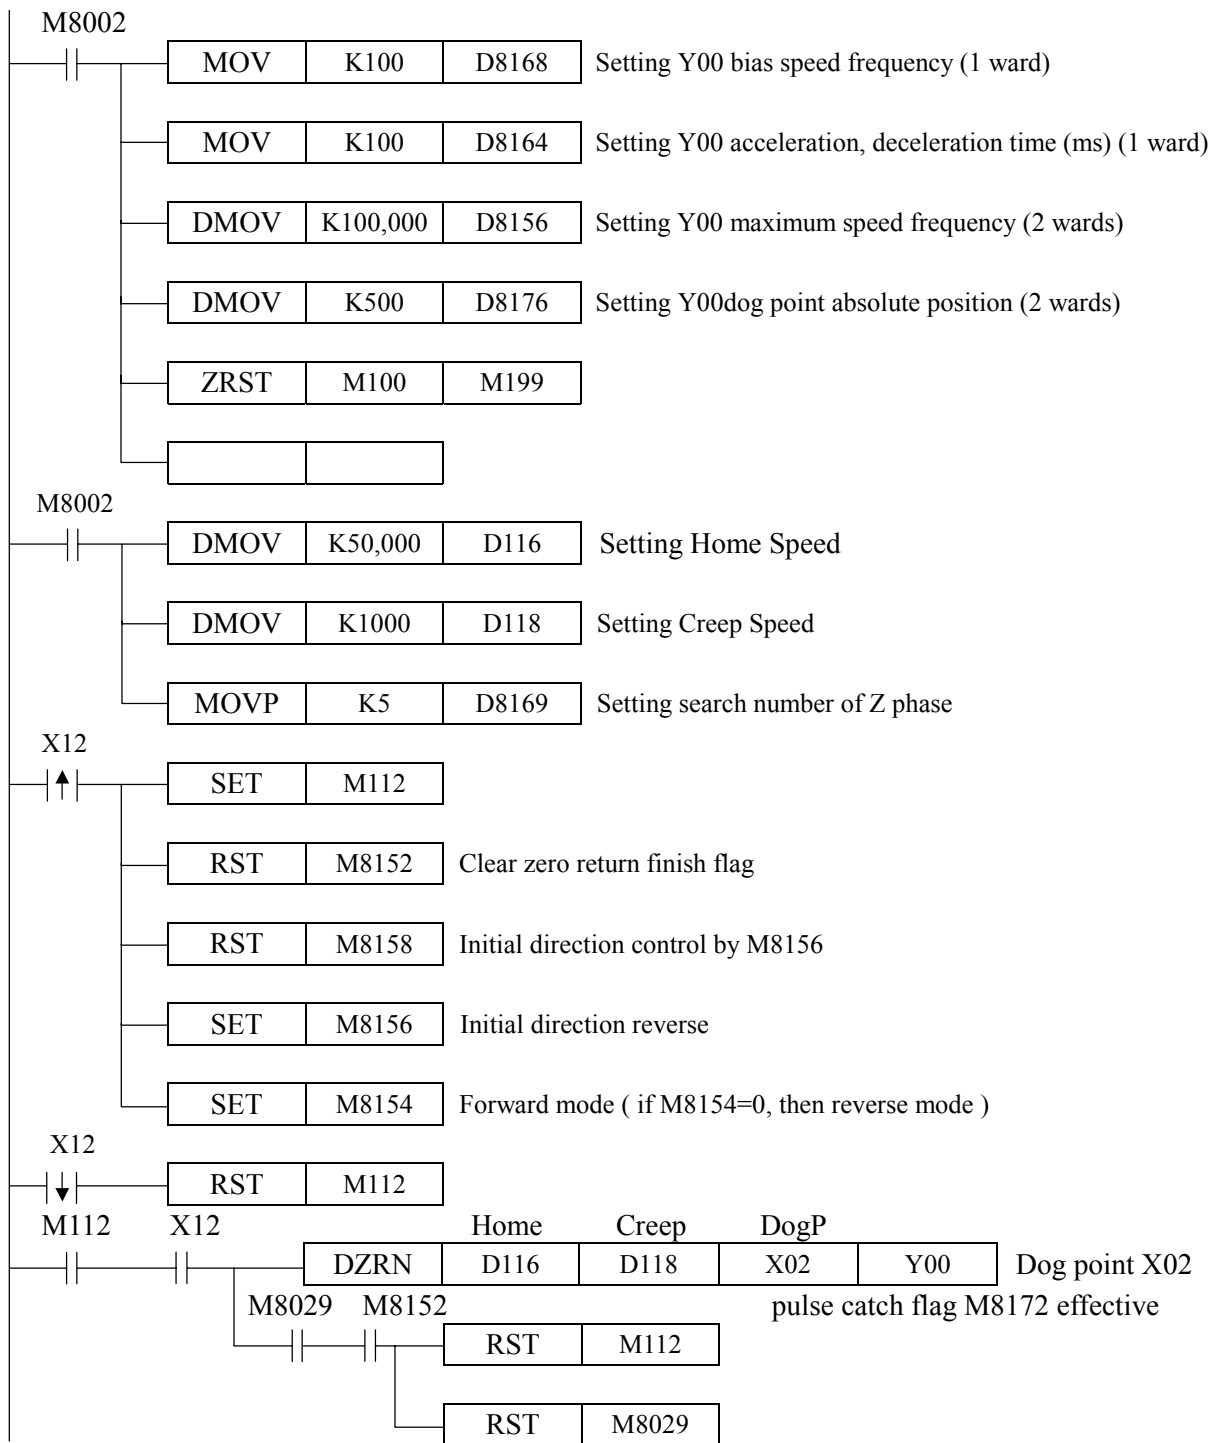 M8002
MOV K100 D8168 Setting Y00 bias speed frequency (1 ward)
MOV K100 D8164 Setting Y00 acceleration, deceleration time (ms) (1 ward)
DMOV K100,000 D8156 Setting Y00 maximum speed frequency (2 wards)
DMOV K500 D8176 Setting Y00dog point absolute position (2 wards)
ZRST M100 M199
M8002
DMOV K50,000 D116 Setting Home Speed
DMOV K1000 D118 Setting Creep Speed
MOVP K5 D8169 Setting search number of Z phase
X12
SET M112
RST M8152 Clear zero return finish flag
RST M8158 Initial direction control by M8156
SET M8156 Initial direction reverse
SET M8154 Forward mode ( if M8154=0, then reverse mode )
X12
RST M112
M112 X12 Home Creep DogP
DZRN D116 D118 X02 Y00 Dog point X02
M8029 M8152 pulse catch flag M8172 effective
RST M112
RST M8029